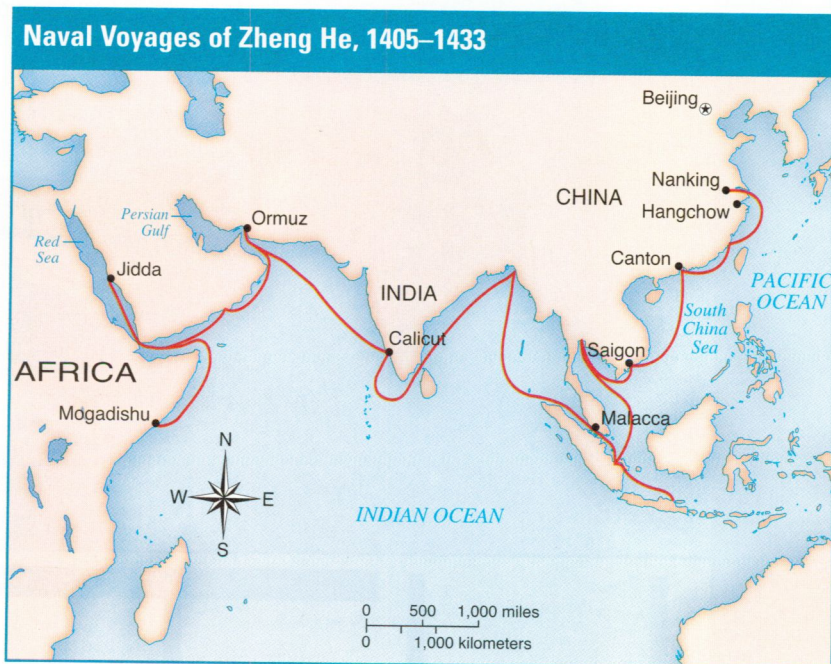 Naval Voyages of Zheng He, 1405–1433
Beijing
Nanking
CHINA
Hangchow
Persian
Gulf
Ormuz
Red
Sea
Jidda
Canton
INDIA
PACIFIC
OCEAN
South
China
Sea
Calicut
Saigon
AFRICA
Mogadishu
Malacca
N
W
E
S
INDIAN OCEAN
0 500 1,000 miles
0 1,000 kilometers